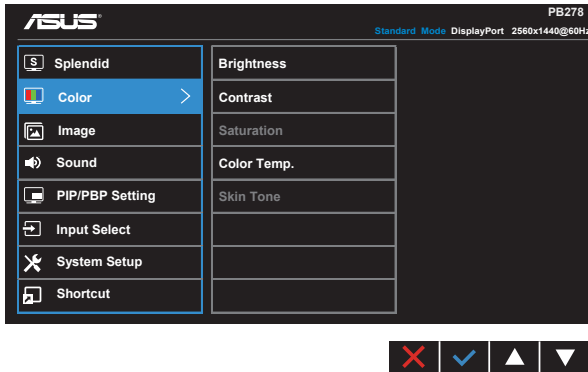 ASUS
PB278
Standard Mode DisplayPort 2560x1440@60Hz
S Splendid
Color
Image
Sound
PIP/PBP Setting
Input Select
System Setup
Shortcut
Brightness
Contrast
Saturation
Color Temp.
Skin Tone